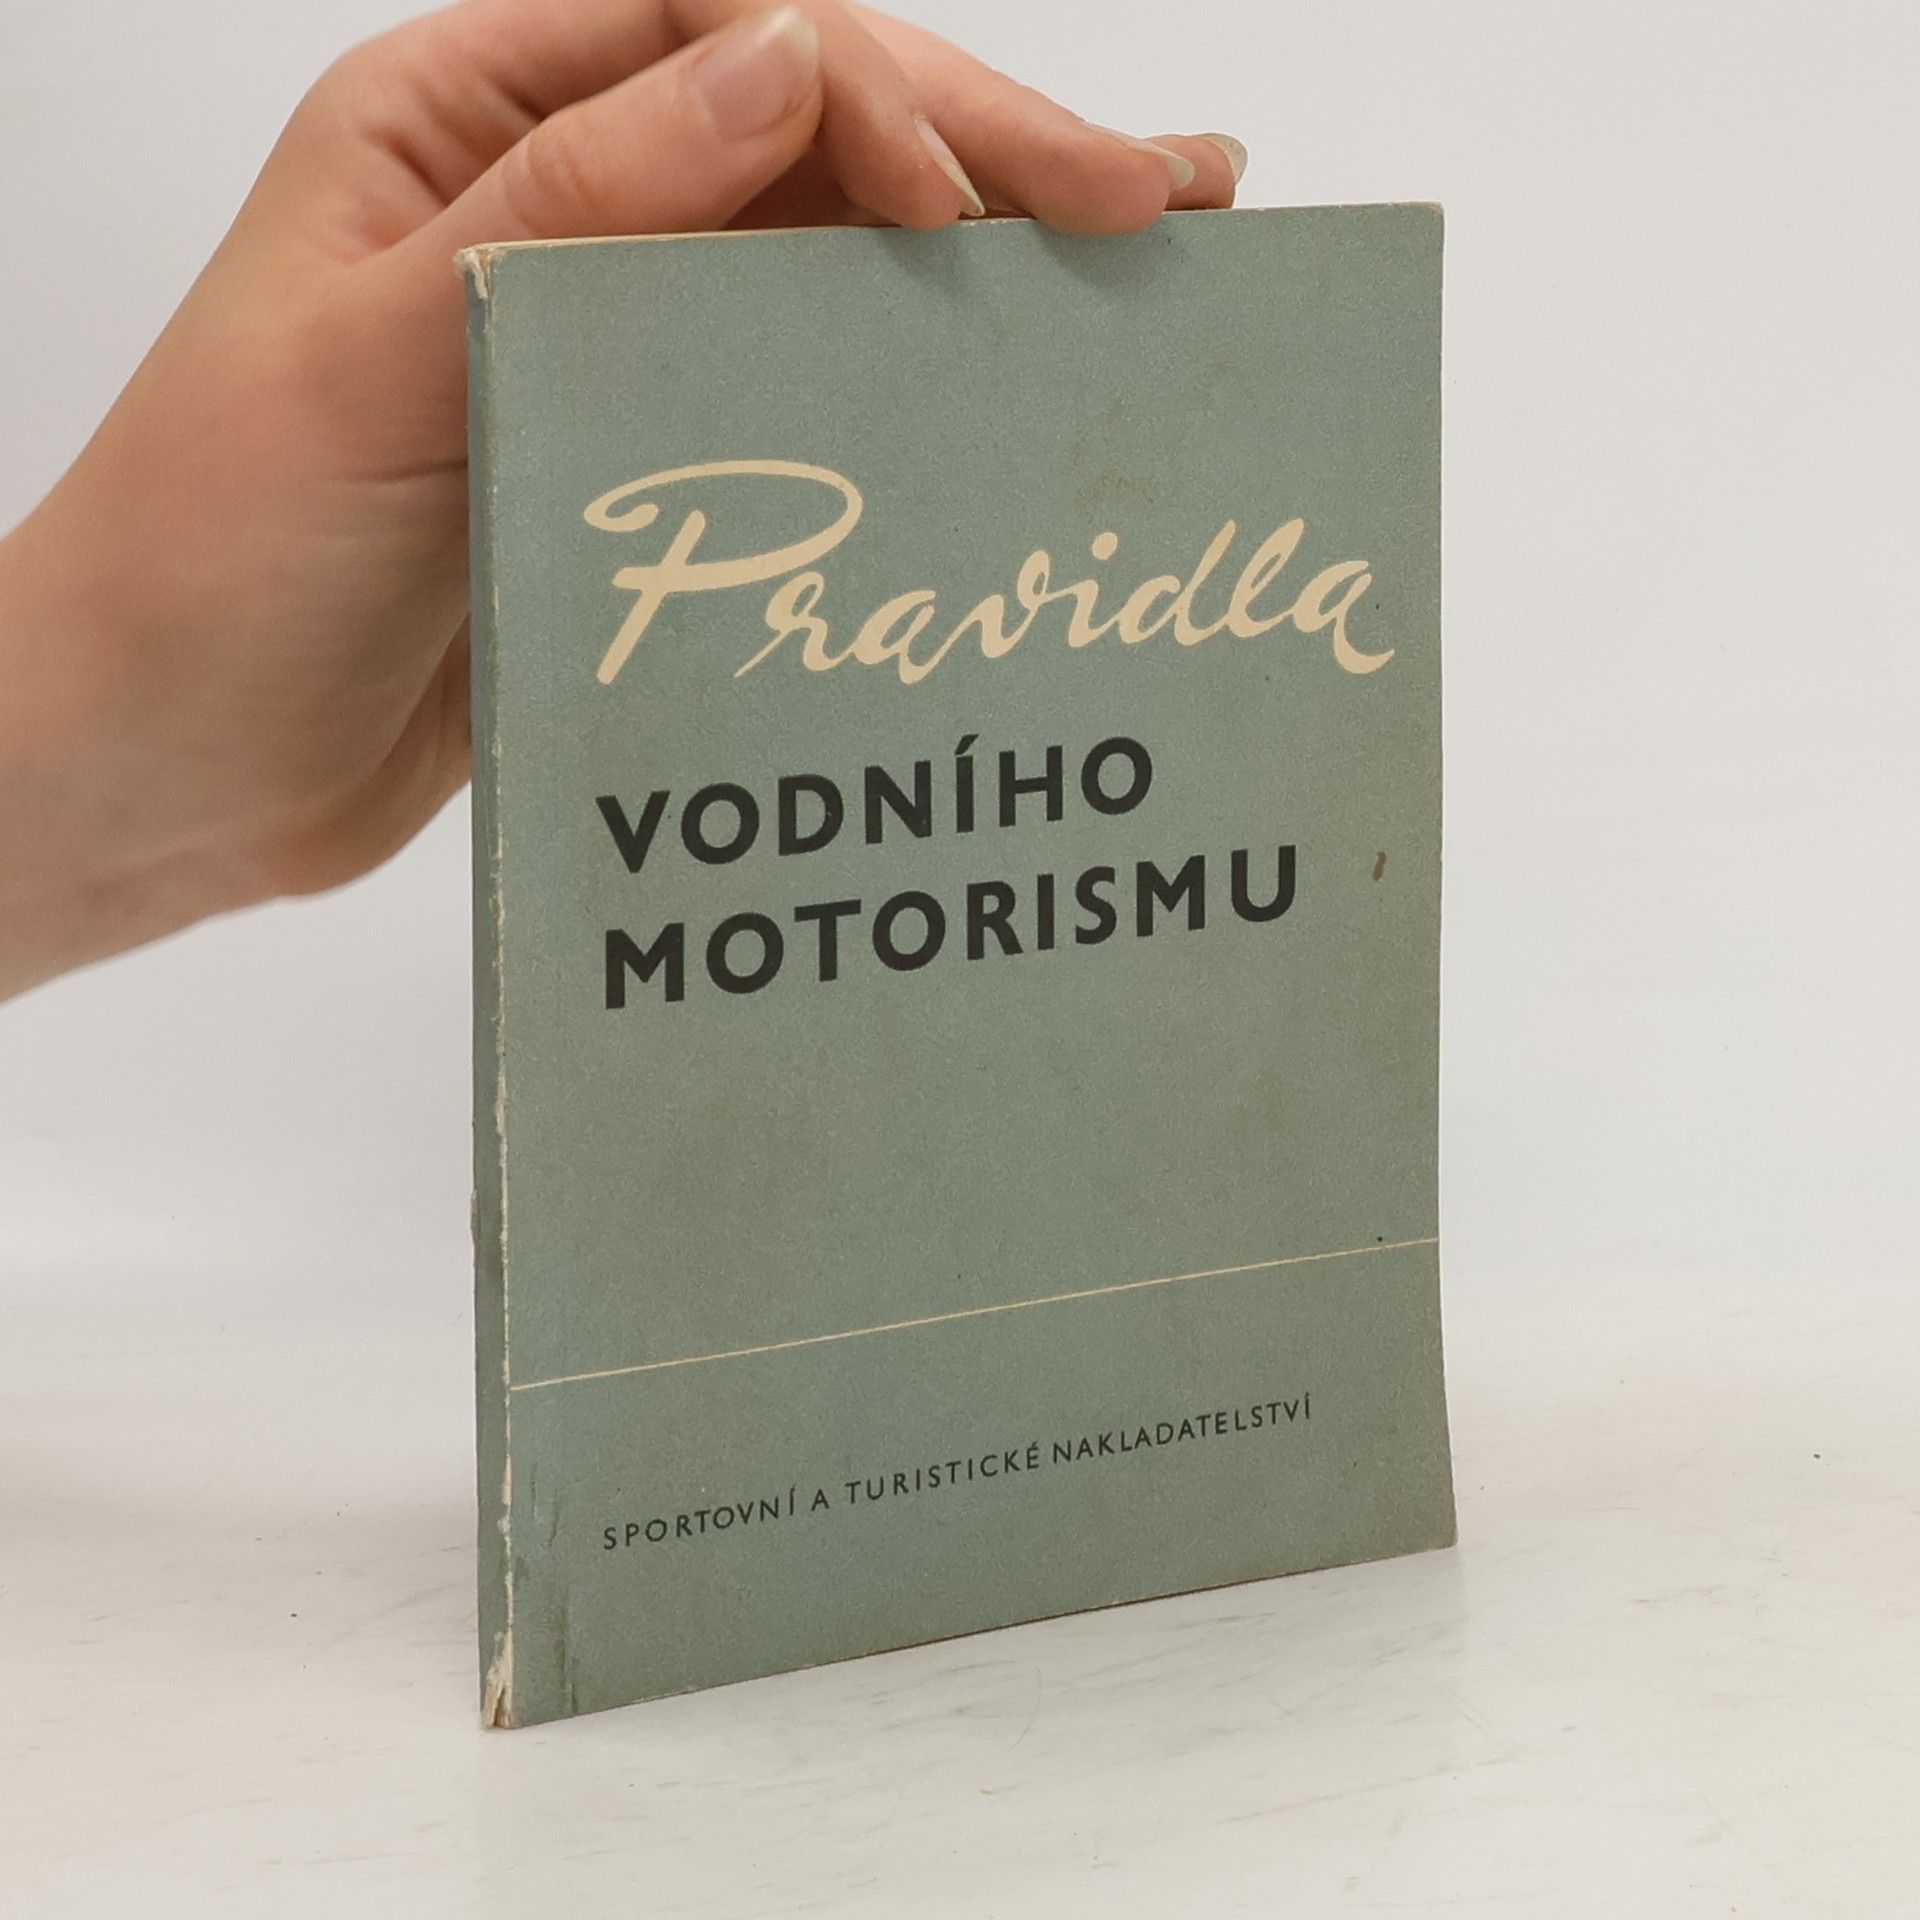 Pravidla
VODNÍHO
MOTORISMU
SPORTOVNÍ A TURISTICKÉ NAKLADATELSTVÍ